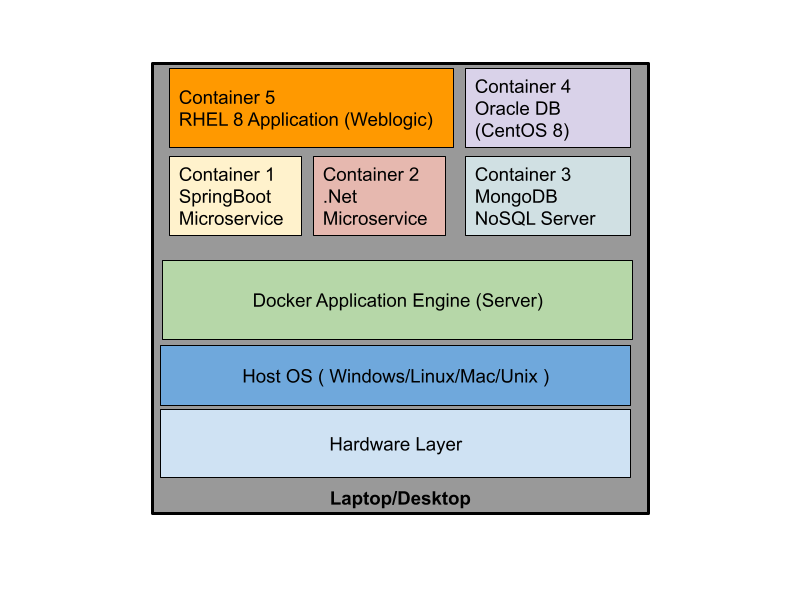 Container 5
RHEL 8 Application (Weblogic)
Container 4
Oracle DB
(CentOS 8)
Container 1
SpringBoot
Microservice
Container 2
.Net
Microservice
Container 3
MongoDB
NoSQL Server
Docker Application Engine (Server)
Host OS ( Windows/Linux/Mac/Unix )
Hardware Layer
Laptop/Desktop